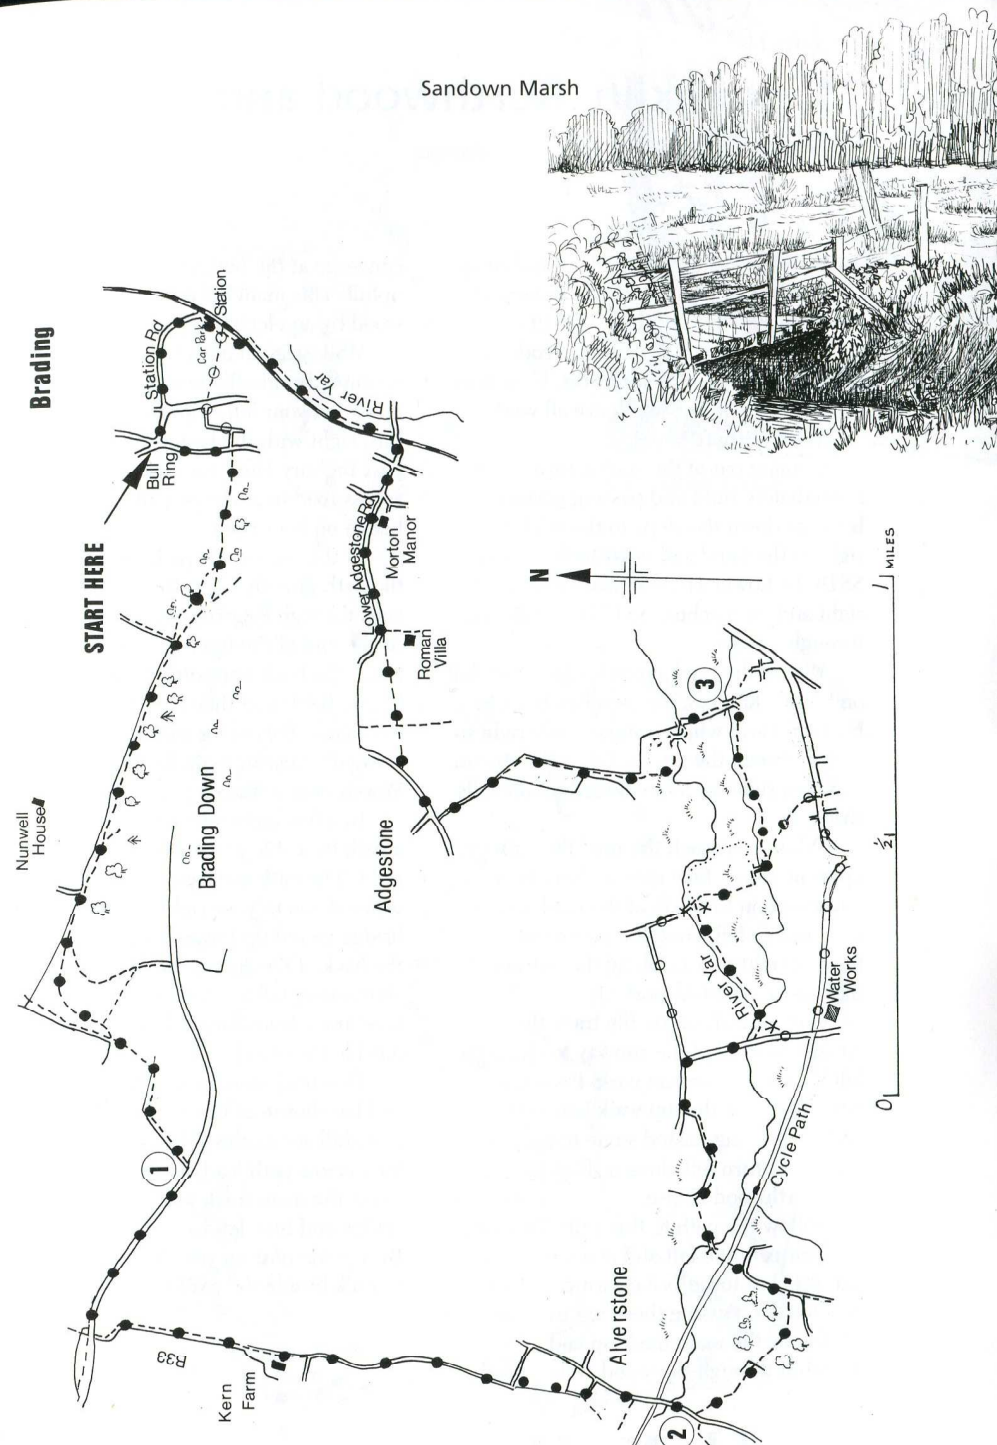 Sandown Marsh
Brading
START HERE
Station Rd
Station
Car Park
Bull
Ring
River Yar
Lower Adgestone Rd
Morton
Manor
Roman
Villa
Nunwell
House
Brading Down
Adgestone
N
3
1
MILES
1/2
0
River Yar
Water
Works
Cycle Path
1
R33
Kern
Farm
Alverstone
2